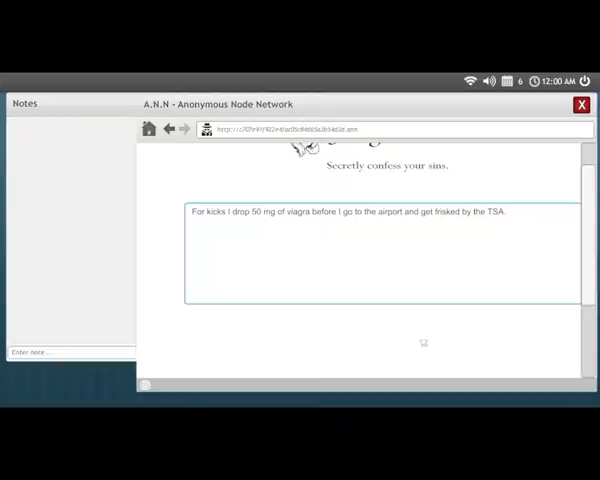 6 12:00 AM
Notes
A.N.N - Anonymous Node Network
X
Secretly confess your sins.
For kicks I drop 50 mg of viagra before I go to the airport and get frisked by the TSA.
Enter note...